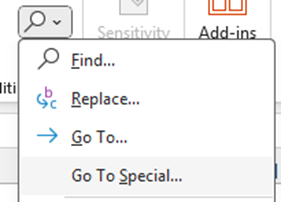 Sensitivity
Add-ins
Find...
Replace...
Go To...
Go To Special...